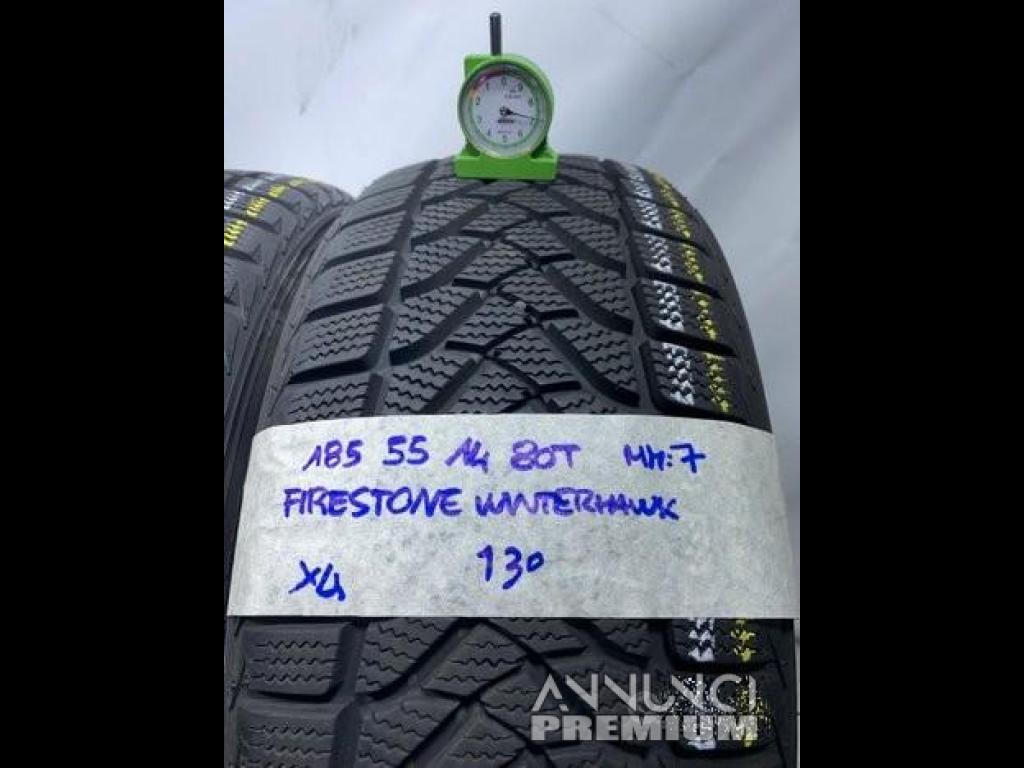 185 55 14 80T MM:7
FIRESTONE WINTERHAWK
X4 130
ANNUNCI
PREMIUM